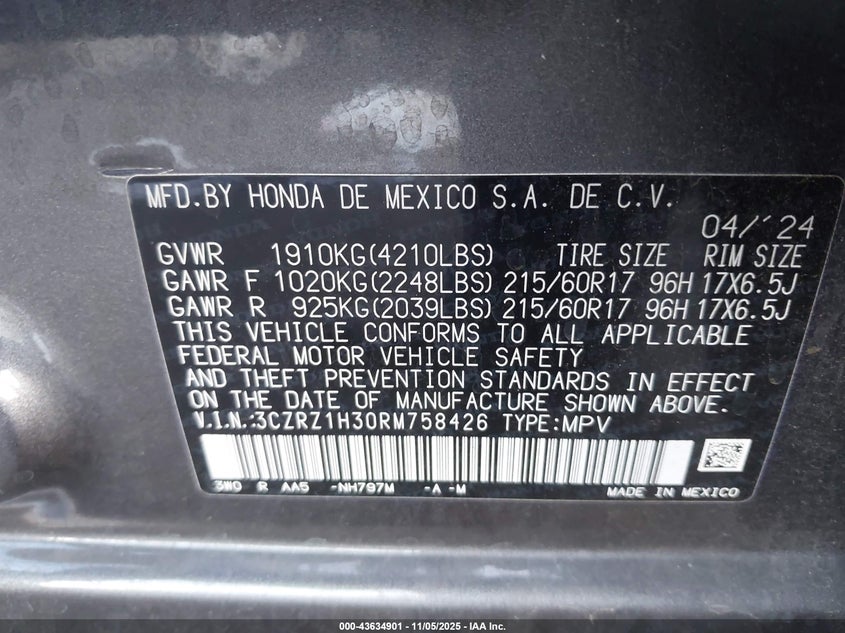 MFD.BY HONDA DE MEXICO S.A. DE C.V.
04/'24
GVWR 1910KG(4210LBS) TIRE SIZE RIM SIZE
GAWR F 1020KG(2248LBS) 215/60R17 96H 17X6.5J
GAWR R 925KG(2039LBS) 215/60R17 96H 17X6.5J
THIS VEHICLE CONFORMS TO ALL APPLICABLE
FEDERAL MOTOR VEHICLE SAFETY
AND THEFT PREVENTION STANDARDS IN EFFECT
ON THE DATE OF MANUFACTURE SHOWN ABOVE.
V.I.N.:3CZRZ1H30RM758426 TYPE:MPV
3W0 R AA5 -NH797M -A -M
MADE IN MEXICO
000-43634901 - 11/05/2025 - IAA Inc.